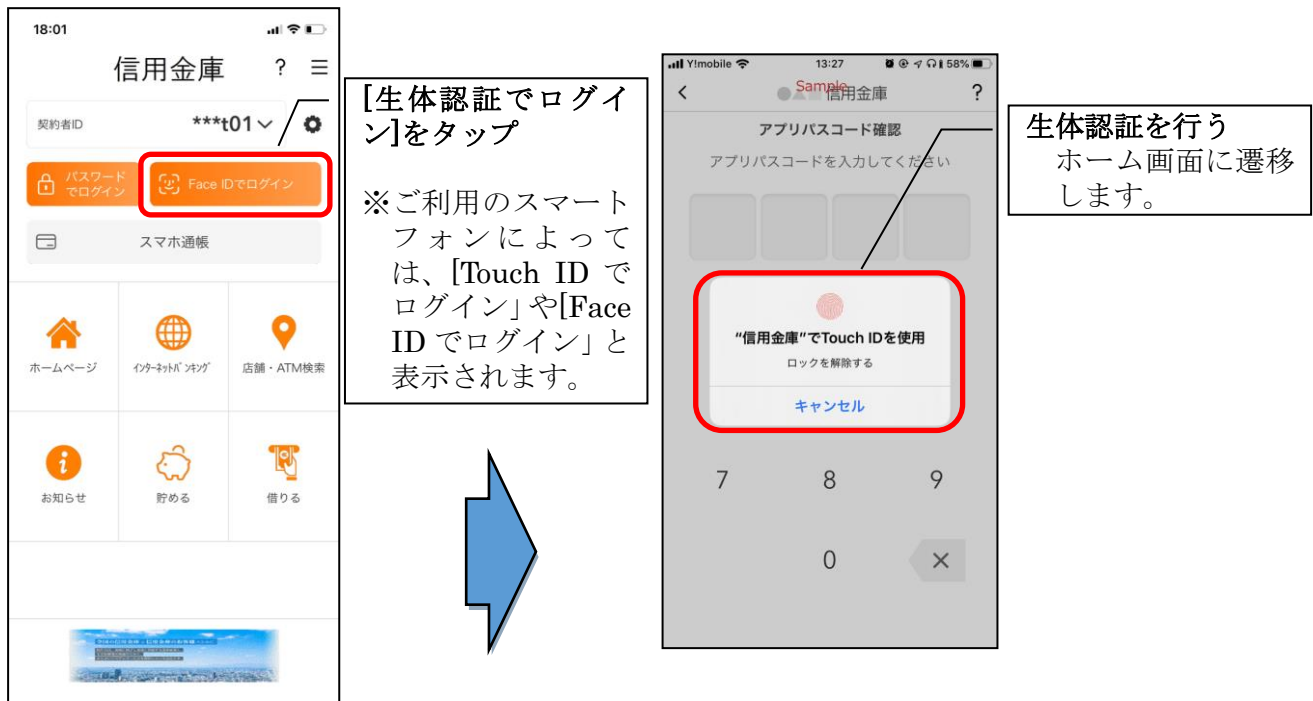 18:01
信用金庫 ?
契約者ID ***t01
パスワード
でログイン
Face IDでログイン
スマホ通帳
ホームページ
インターネットバンキング
店舗・ATM検索
お知らせ
貯める
借りる
[生体認証でログイ
ン]をタップ
※ご利用のスマート
フォンによって
は、[Touch ID で
ログイン」や[Face
ID でログイン」と
表示されます。
Y!mobile 13:27 58%
Sample
信用金庫 ?
アプリパスコード確認
アプリパスコードを入力してください
“信用金庫”でTouch IDを使用
ロックを解除する
キャンセル
7 8 9
0
生体認証を行う
ホーム画面に遷移
します。